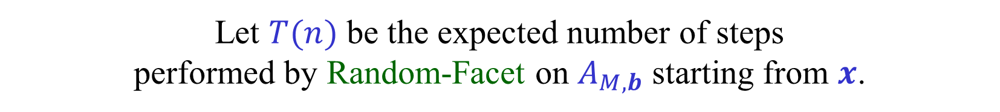 Let T(n) be the expected number of steps
performed by Random-Facet on A_{M,b} starting from x.